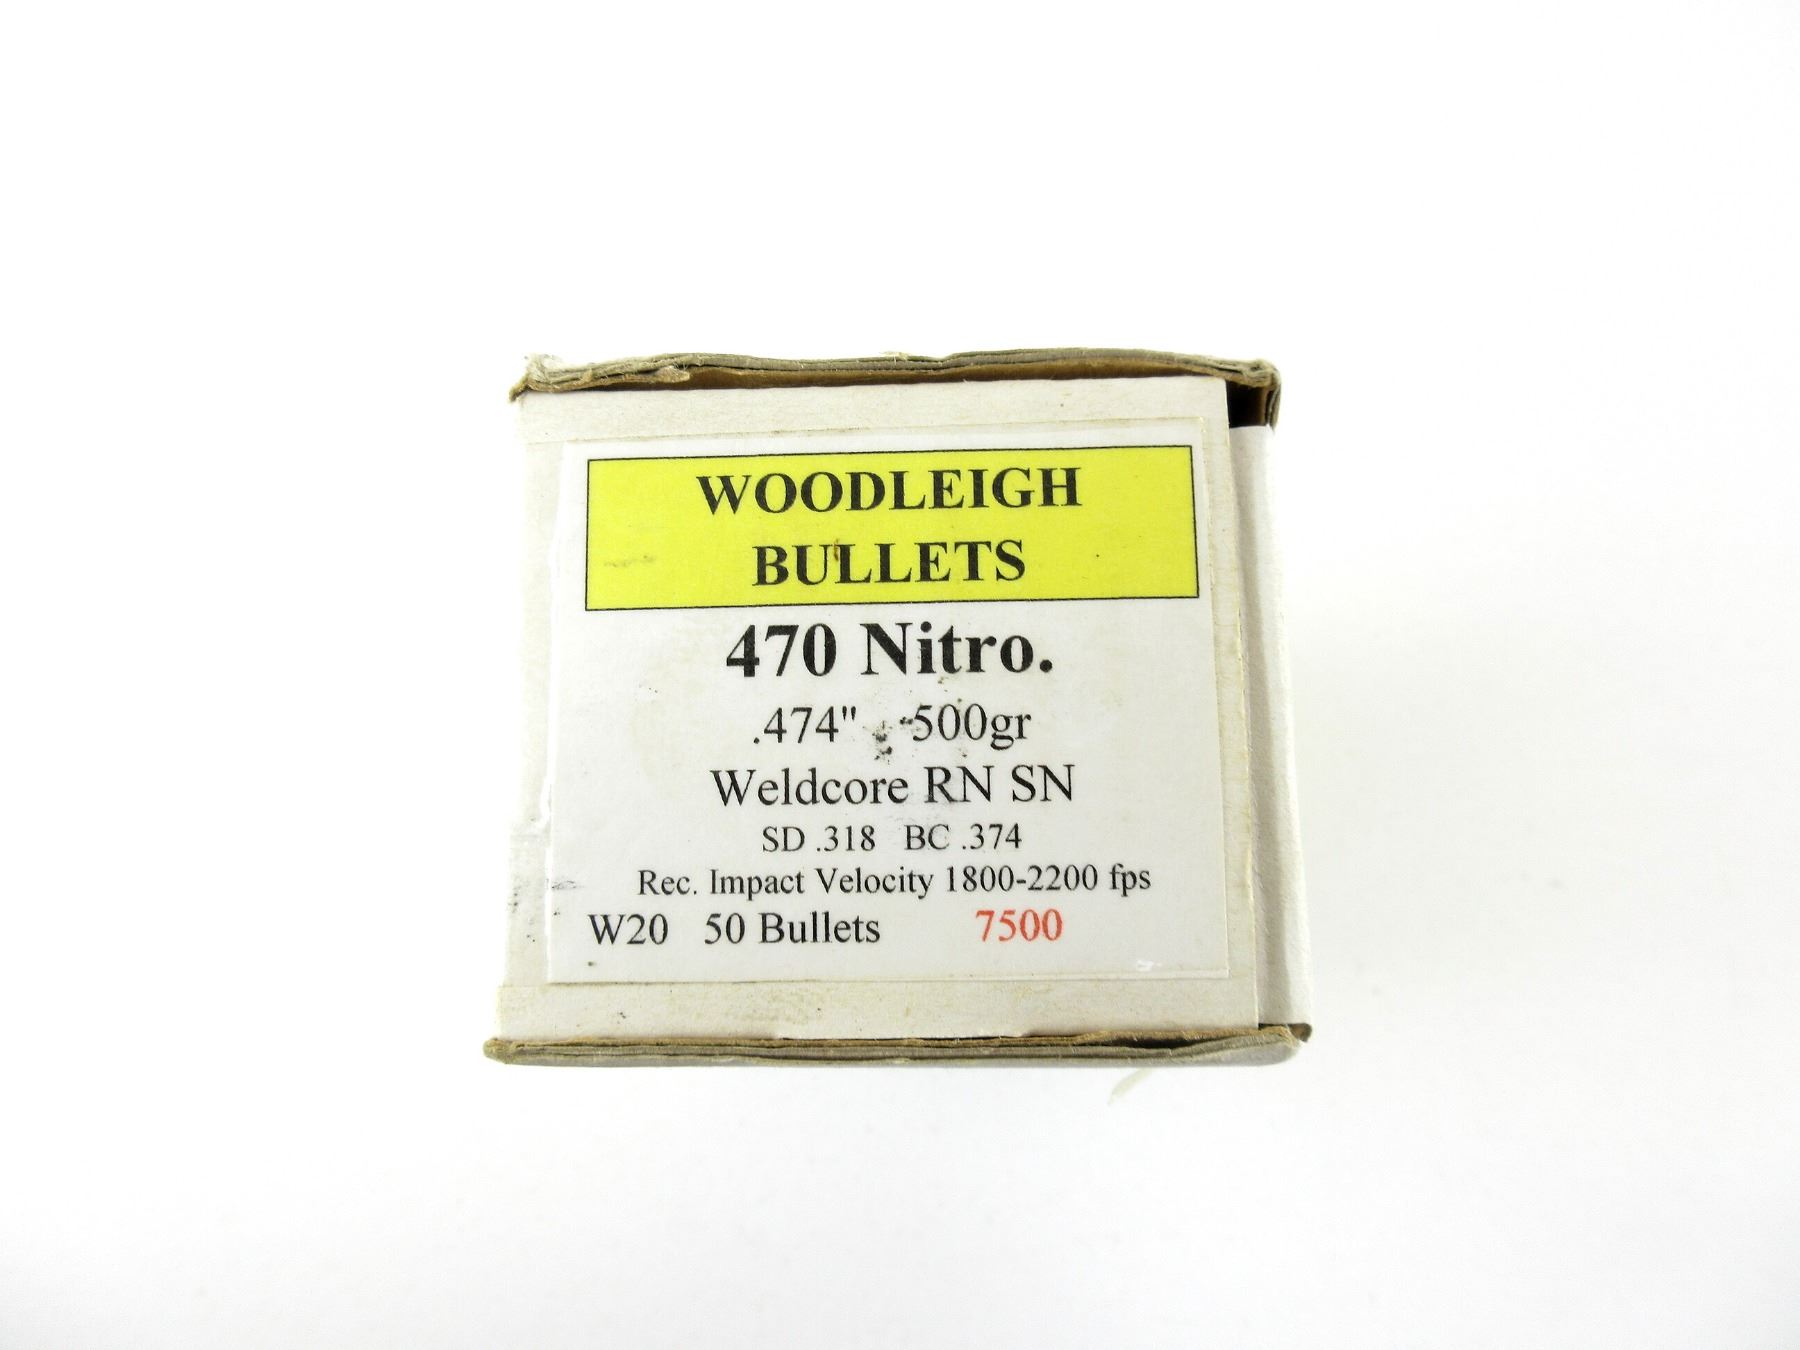 WOODLEIGH
BULLETS
470 Nitro.
.474" 500gr
Weldcore RN SN
SD .318 BC .374
Rec. Impact Velocity 1800-2200 fps
W20 50 Bullets 7500